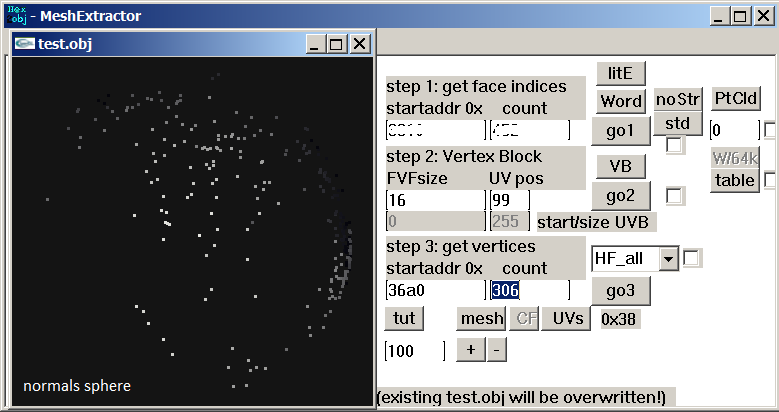 Hex
obj - MeshExtractor
test.obj
step 1: get face indices
startaddr 0x count
litE
Word
noStr
PtCld
go1
std
0
step 2: Vertex Block
FVFsize UV pos
16 99
0 255 start/size UVB
VB
go2
W/64k
table
step 3: get vertices
startaddr 0x count
36a0 306
HF_all
go3
tut mesh CF UVs 0x38
100 + -
normals sphere
(existing test.obj will be overwritten!)